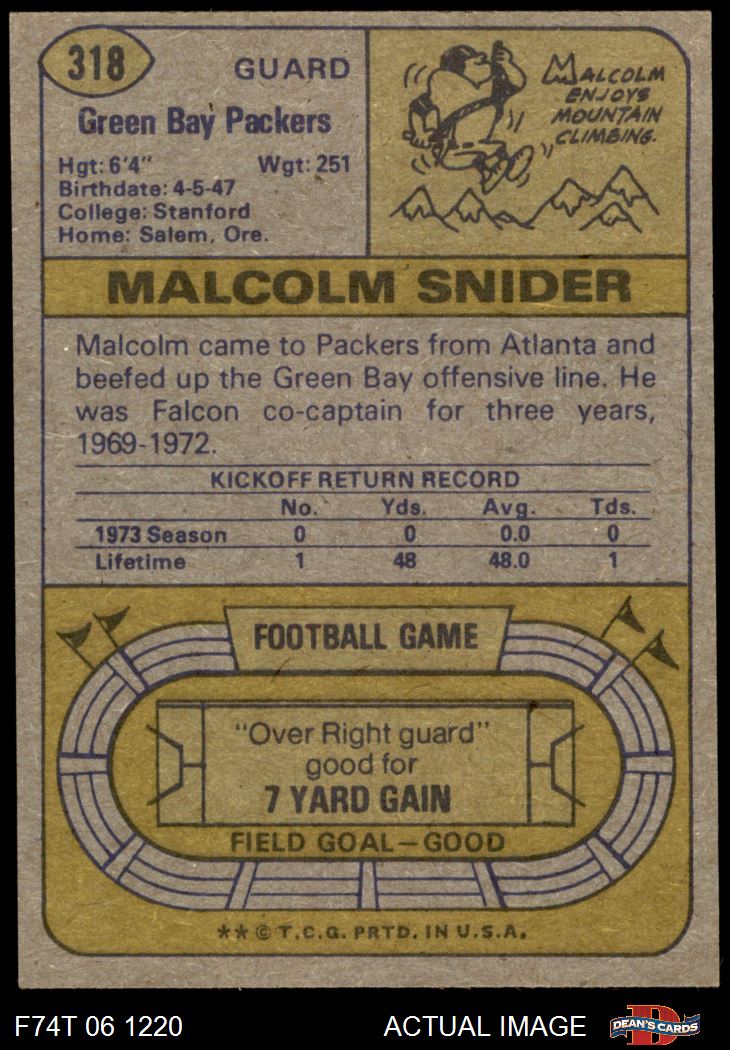 318
GUARD
Green Bay Packers
Hgt: 6'4" Wgt: 251
Birthdate: 4-5-47
College: Stanford
Home: Salem, Ore.
MALCOLM
ENJOYS
MOUNTAIN
CLIMBING.
MALCOLM SNIDER
Malcolm came to Packers from Atlanta and
beefed up the Green Bay offensive line. He
was Falcon co-captain for three years,
1969-1972.
KICKOFF RETURN RECORD
No. Yds. Avg. Tds.
1973 Season 0 0 0.0 0
Lifetime 1 48 48.0 1
FOOTBALL GAME
"Over Right guard"
good for
7 YARD GAIN
FIELD GOAL—GOOD
** © T.C.G. PRTD. IN U.S.A.
F74T 06 1220 ACTUAL IMAGE D DEAN'S CARDS